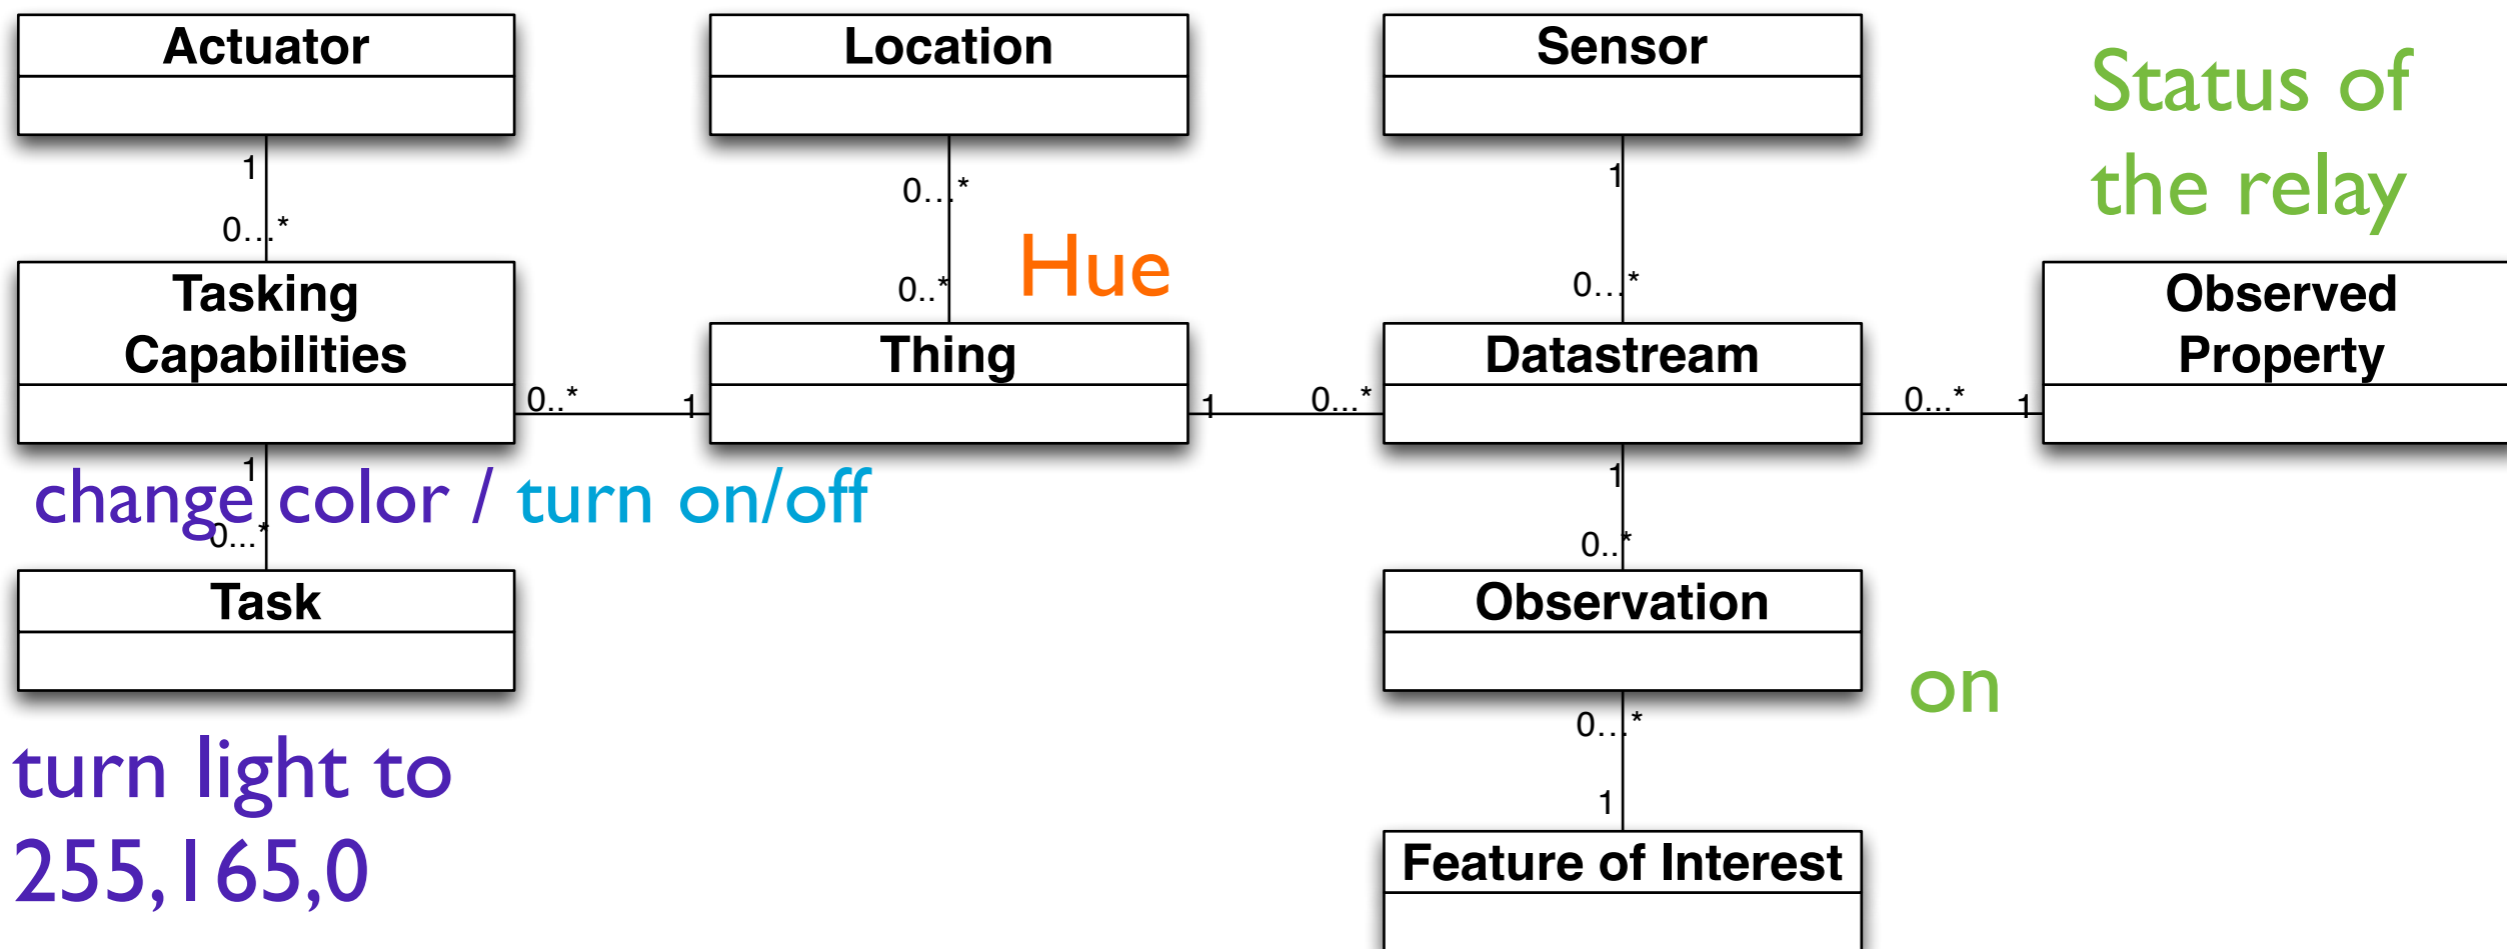 Actuator
Location
Sensor
Status of
the relay
1
0...*
1
0...*
0...*
Hue
0..*
0...*
Tasking
Capabilities
Thing
Datastream
Observed
Property
0..*
1
1
0...*
0...*
1
1
change color / turn on/off
0...*
1
0..*
Task
Observation
on
turn light to
255,165,0
0...*
1
Feature of Interest